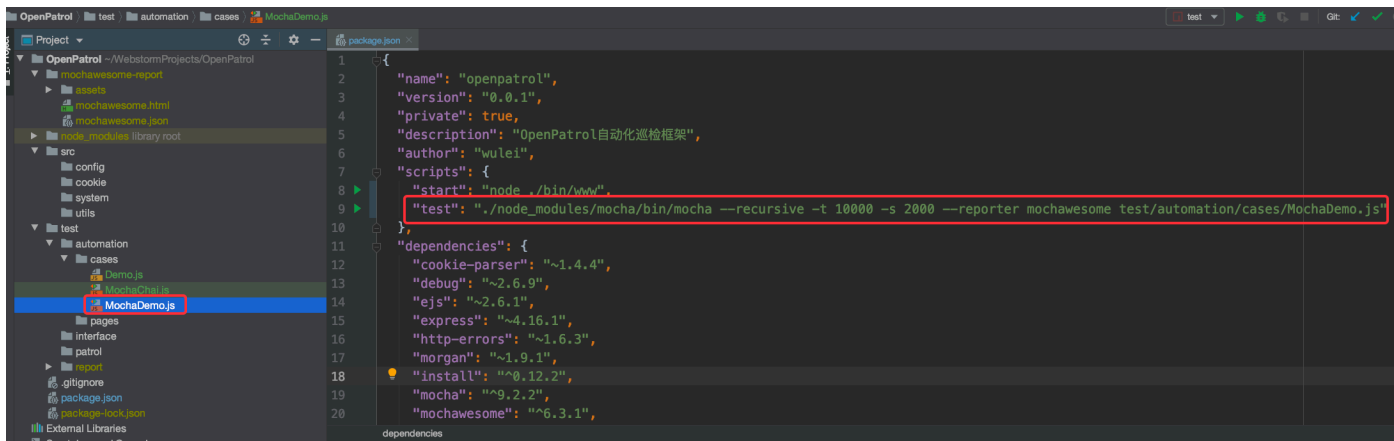 OpenPatrol test automation cases MochaDemo.js test Git:
Project package.json
OpenPatrol ~/WebstormProjects/OpenPatrol
mochawesome-report
assets
mochawesome.html
mochawesome.json
node_modules library root
src
config
cookie
system
utils
test
automation
cases
Demo.js
MochaChai.js
MochaDemo.js
pages
interface
patrol
report
.gitignore
package.json
package-lock.json
External Libraries
1 {
2 "name": "openpatrol",
3 "version": "0.0.1",
4 "private": true,
5 "description": "OpenPatrol自动化巡检框架",
6 "author": "wulei",
7 "scripts": {
8 "start": "node ./bin/www",
9 "test": "./node_modules/mocha/bin/mocha --recursive -t 10000 -s 2000 --reporter mochawesome test/automation/cases/MochaDemo.js"
10 },
11 "dependencies": {
12 "cookie-parser": "~1.4.4",
13 "debug": "~2.6.9",
14 "ejs": "~2.6.1",
15 "express": "~4.16.1",
16 "http-errors": "~1.6.3",
17 "morgan": "~1.9.1",
18 "install": "^0.12.2",
19 "mocha": "^9.2.2",
20 "mochawesome": "^6.3.1",
dependencies